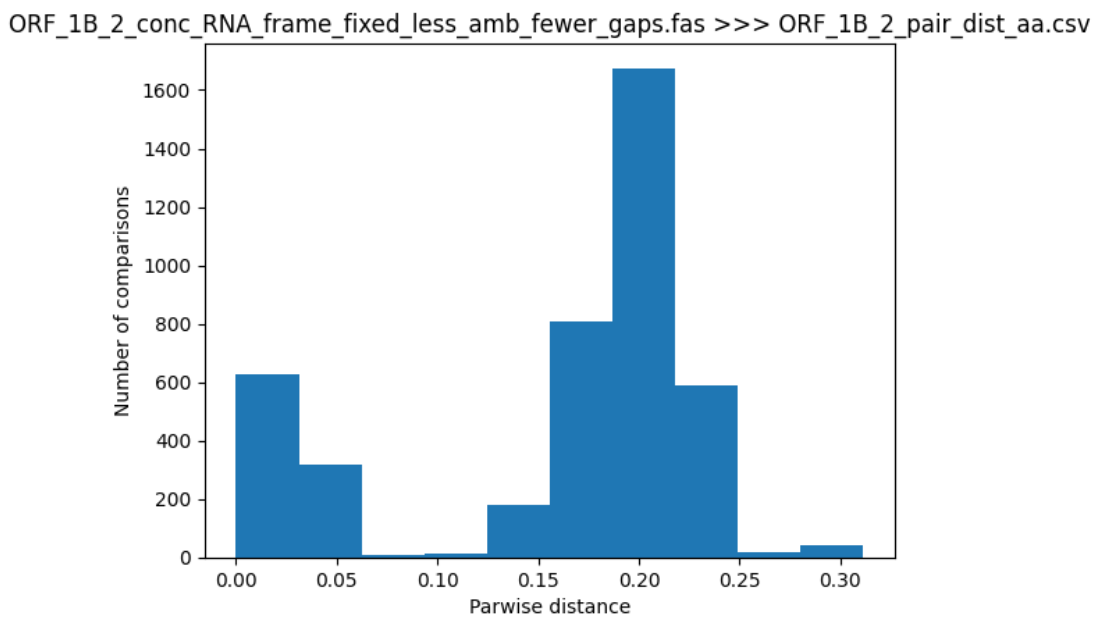 ORF_1B_2_conc_RNA_frame_fixed_less_amb_fewer_gaps.fas >>> ORF_1B_2_pair_dist_aa.csv
Number of comparisons
1600
1400
1200
1000
800
600
400
200
0
0.00 0.05 0.10 0.15 0.20 0.25 0.30
Parwise distance